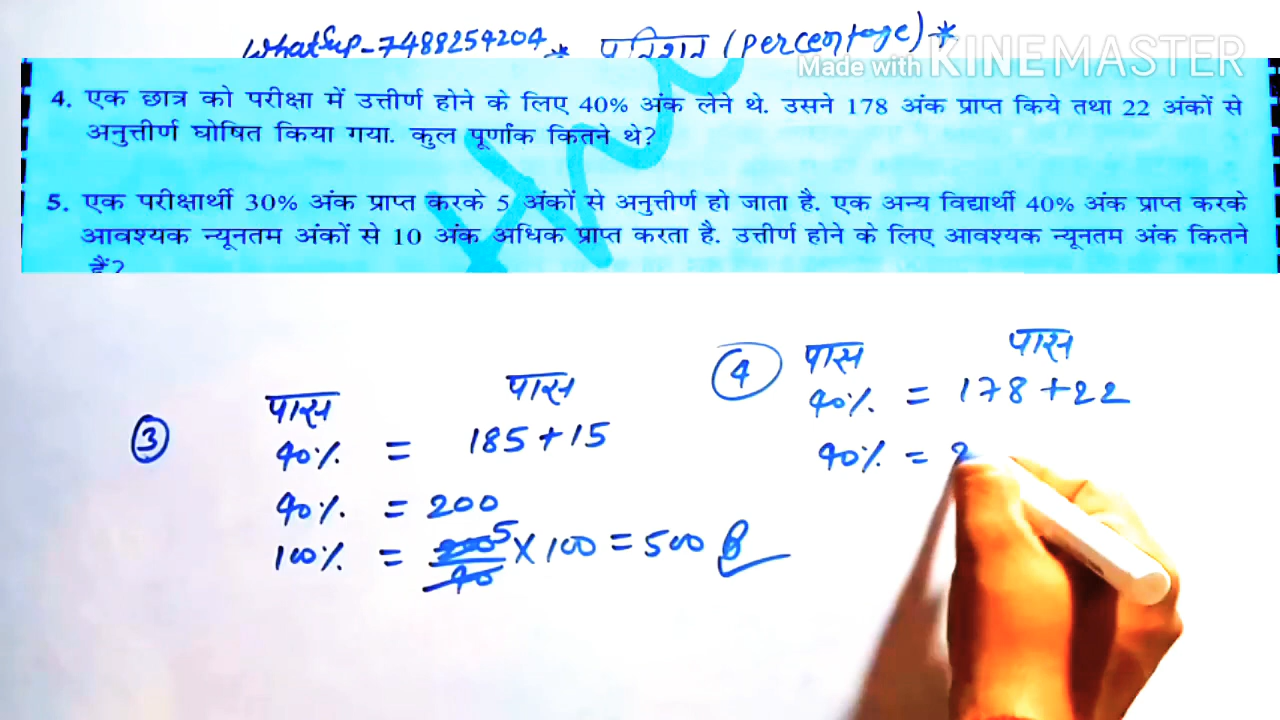 WhatSup-7488254204 * प्रतिशत (percentage) *
Made with KINEMASTER
4. एक छात्र को परीक्षा में उत्तीर्ण होने के लिए 40% अंक लेने थे. उसने 178 अंक प्राप्त किये तथा 22 अंकों से
अनुत्तीर्ण घोषित किया गया. कुल पूर्णांक कितने थे?
5. एक परीक्षार्थी 30% अंक प्राप्त करके 5 अंकों से अनुत्तीर्ण हो जाता है. एक अन्य विद्यार्थी 40% अंक प्राप्त करके
आवश्यक न्यूनतम अंकों से 10 अंक अधिक प्राप्त करता है. उत्तीर्ण होने के लिए आवश्यक न्यूनतम अंक कितने
हैं?
3 पास पास
40% = 185+15
40% = 200
100% = 200/40 5 × 100 = 500
4 पास पास
40% = 178+22
40% = 2